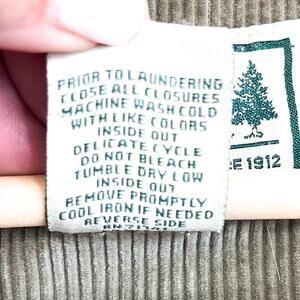 PRIOR TO LAUNDERING
CLOSE ALL CLOSURES
MACHINE WASH COLD
WITH LIKE COLORS
INSIDE OUT
DELICATE CYCLE
DO NOT BLEACH
TUMBLE DRY LOW
INSIDE OUT
REMOVE PROMPTLY
COOL IRON IF NEEDED
REVERSE SIDE
1912